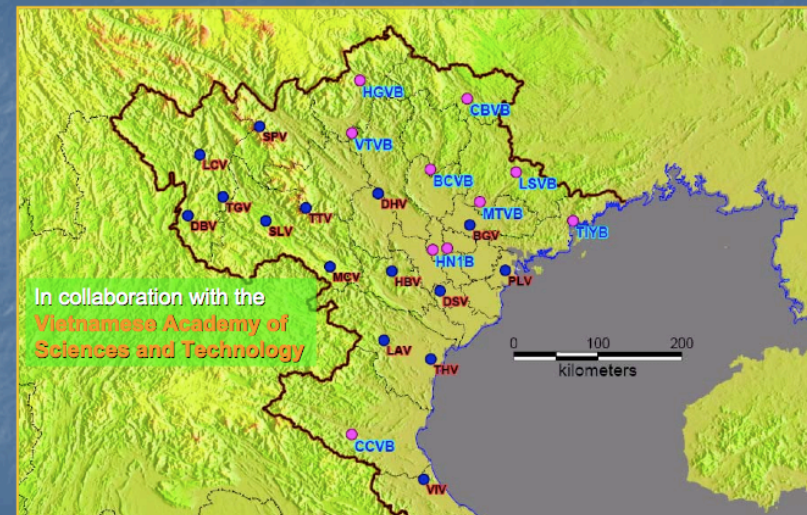 HGVB
CBVB
SPV
VTVB
LCV
BCVB
LSVB
TGV
DHV
MTVB
DBV
SLV
TTV
BGV
TIYB
HN1B
MCV
HBV
PLV
DSV
In collaboration with the
Vietnamese Academy of
Sciences and Technology
LAV
THV
0 100 200
kilometers
CCVB
VIV